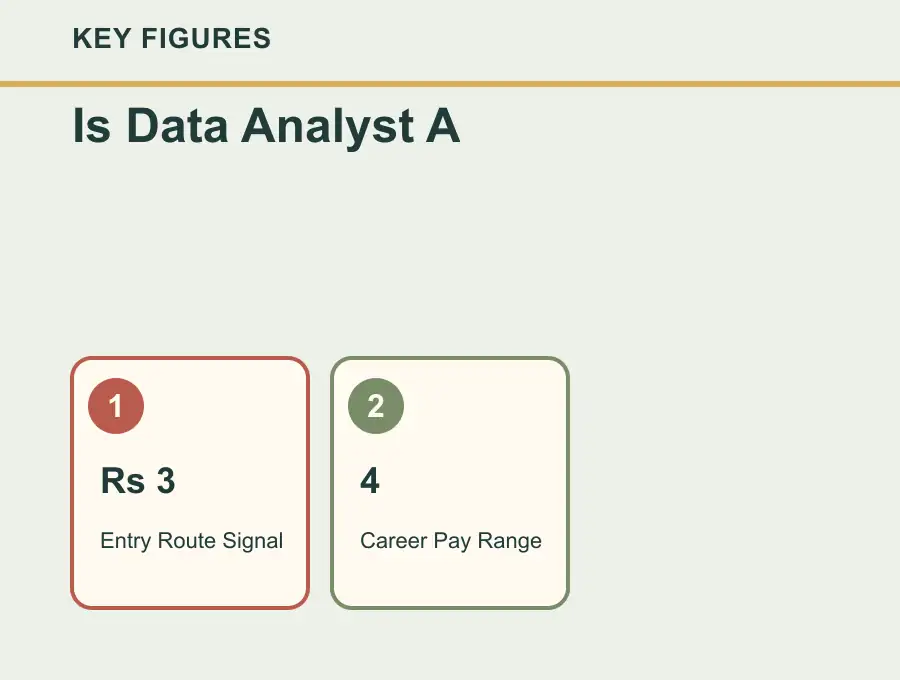 KEY FIGURES
Is Data Analyst A
1
Rs 3
Entry Route Signal
2
4
Career Pay Range